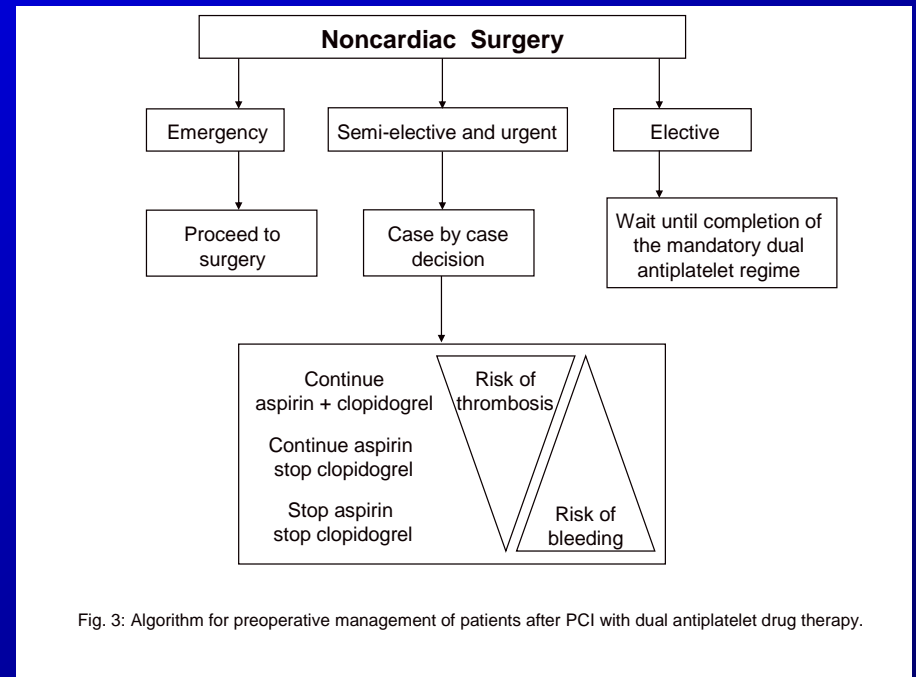 Noncardiac Surgery
Emergency
Semi-elective and urgent
Elective
Proceed to
surgery
Case by case
decision
Wait until completion of
the mandatory dual
antiplatelet regime
Continue
aspirin + clopidogrel
Continue aspirin
stop clopidogrel
Stop aspirin
stop clopidogrel
Risk of
thrombosis
Risk of
bleeding
Fig. 3: Algorithm for preoperative management of patients after PCI with dual antiplatelet drug therapy.